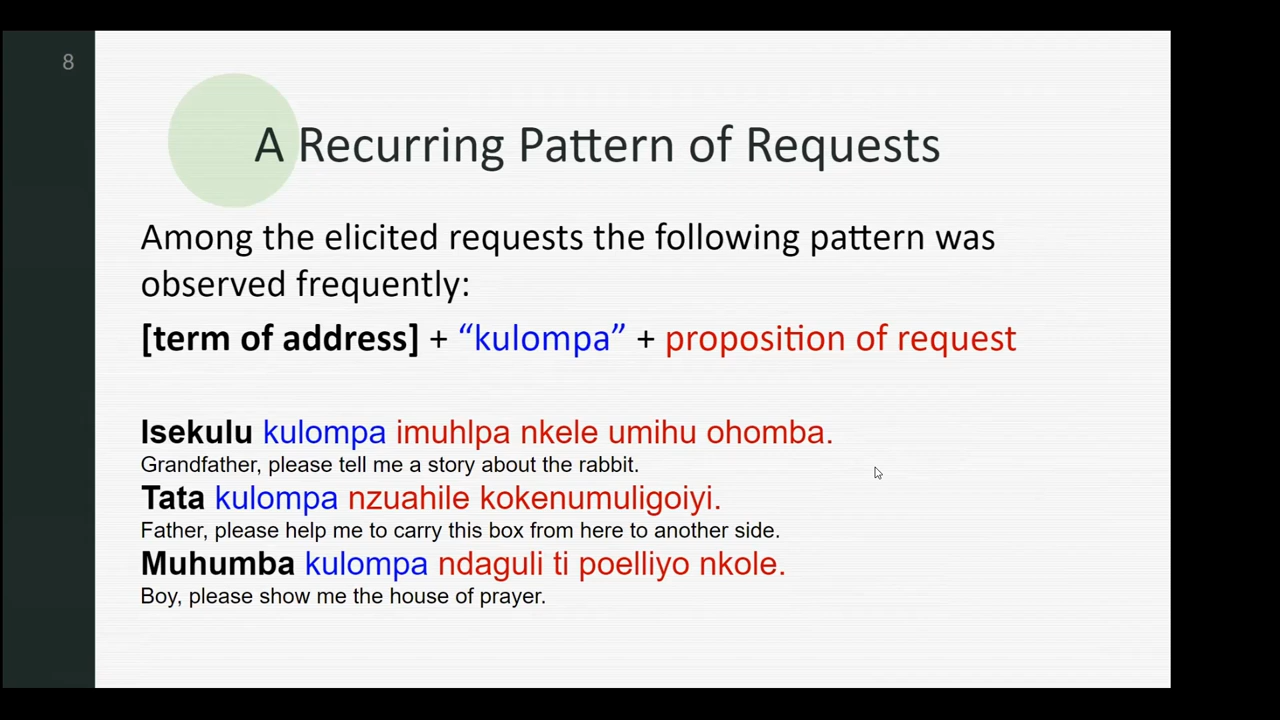 8
A Recurring Pattern of Requests
Among the elicited requests the following pattern was
observed frequently:
[term of address] + “kulompa” + proposition of request
Isekulu kulompa imuhlpa nkele umihu ohomba.
Grandfather, please tell me a story about the rabbit.
Tata kulompa nzuahile kokenumuligoiyi.
Father, please help me to carry this box from here to another side.
Muhumba kulompa ndaguli ti poelliyo nkole.
Boy, please show me the house of prayer.